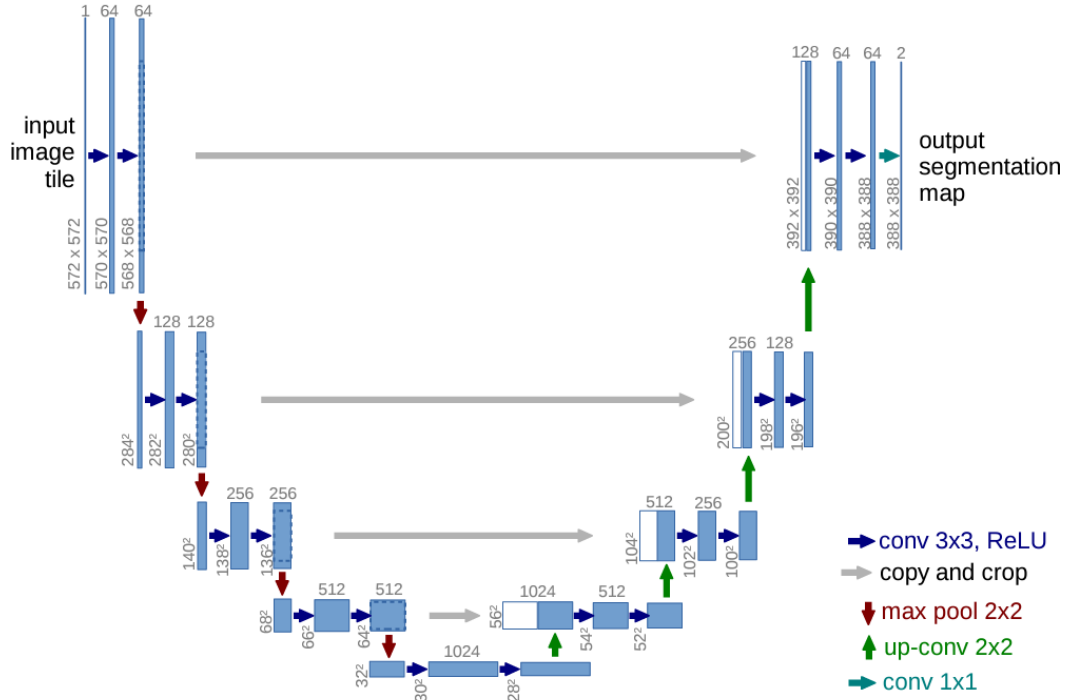 1 64 64
128 64 64 2
input
image
tile
output
segmentation
map
572 x 572
570 x 570
568 x 568
392 x 392
390 x 390
388 x 388
388 x 388
128 128
256 128
284²
282²
280²
200²
198²
196²
256 256
512 256
140²
138²
136²
104²
102²
100²
512 512
1024 512
68²
66²
64²
56²
54²
52²
1024
32²
30²
28²
conv 3x3, ReLU
copy and crop
max pool 2x2
up-conv 2x2
conv 1x1